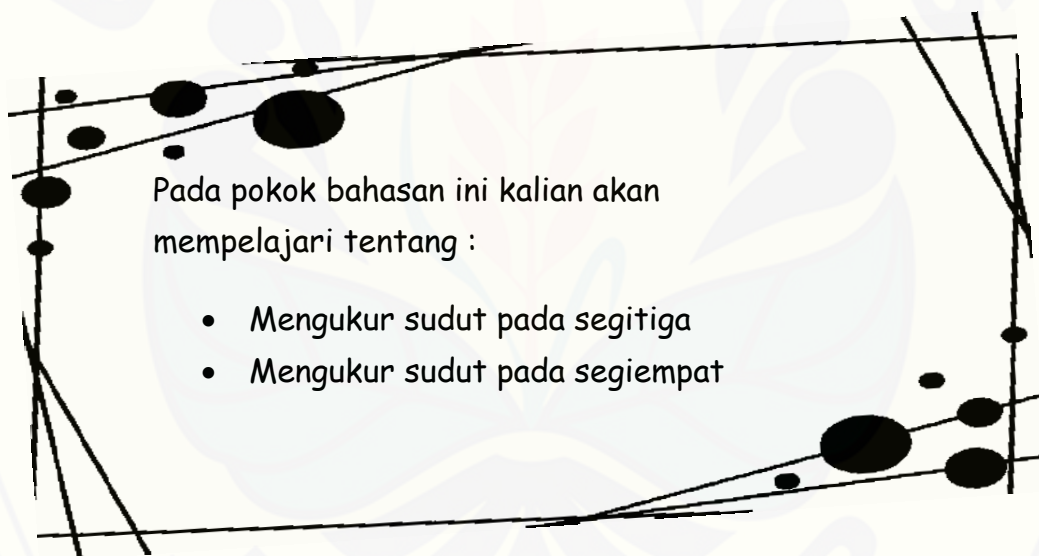 Pada pokok bahasan ini kalian akan
mempelajari tentang :
• Mengukur sudut pada segitiga
• Mengukur sudut pada segiempat